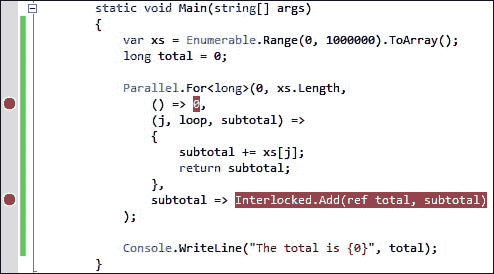 static void Main(string[] args)
{
var xs = Enumerable.Range(0, 1000000).ToArray();
long total = 0;
Parallel.For<long>(0, xs.Length,
() => 0,
(j, loop, subtotal) =>
{
subtotal += xs[j];
return subtotal;
},
subtotal => Interlocked.Add(ref total, subtotal)
);
Console.WriteLine("The total is {0}", total);
}